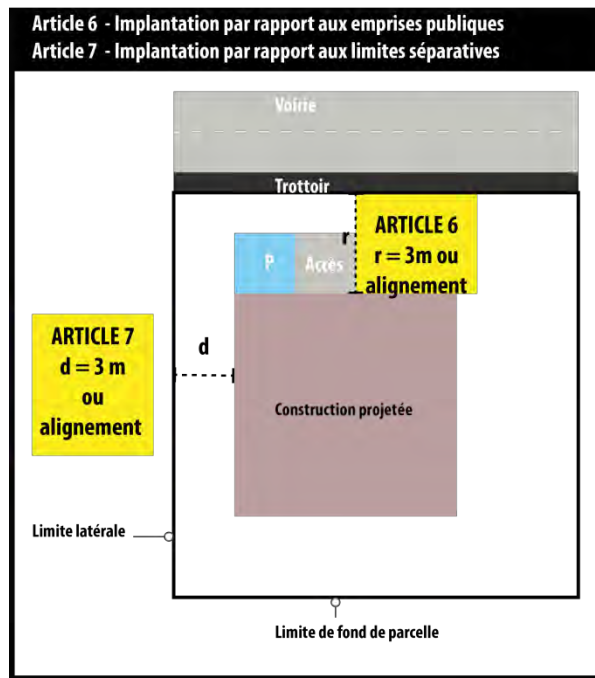 Article 6 - Implantation par rapport aux emprises publiques
Article 7 - Implantation par rapport aux limites séparatives
Voirie
Trottoir
r
ARTICLE 6
r = 3m ou
alignement
P
Accès
ARTICLE 7
d = 3 m
ou
alignement
d
Construction projetée
Limite latérale
Limite de fond de parcelle